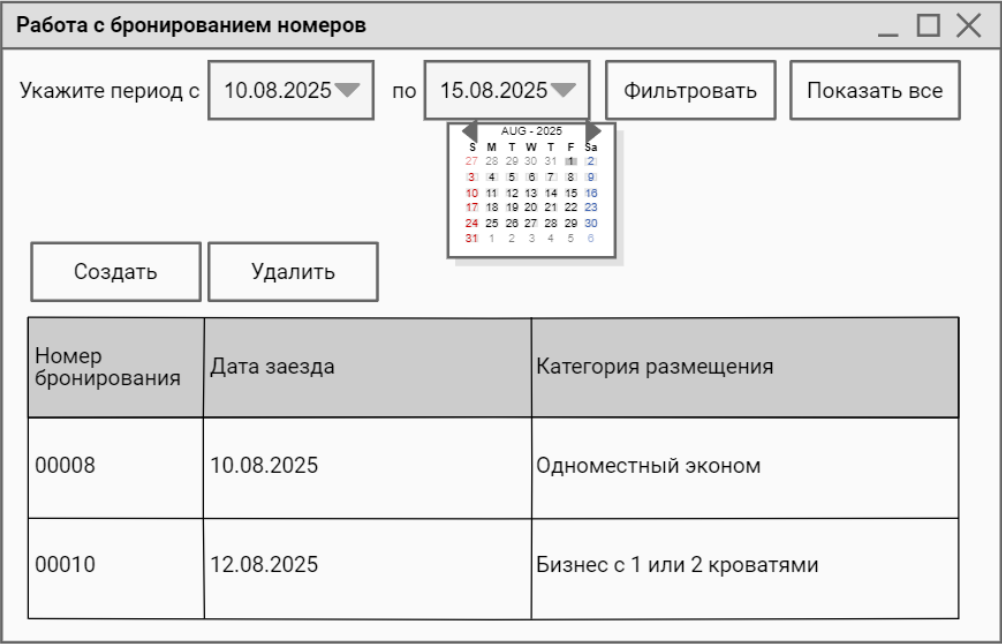 Работа с бронированием номеров
Укажите период с 10.08.2025 по 15.08.2025 Фильтровать Показать все
AUG - 2025
S M T W T F Sa
27 28 29 30 31 1 2
3 4 5 6 7 8 9
10 11 12 13 14 15 16
17 18 19 20 21 22 23
24 25 26 27 28 29 30
31 1 2 3 4 5 6
Создать Удалить
Номер
бронирования Дата заезда Категория размещения
00008 10.08.2025 Одноместный эконом
00010 12.08.2025 Бизнес с 1 или 2 кроватями